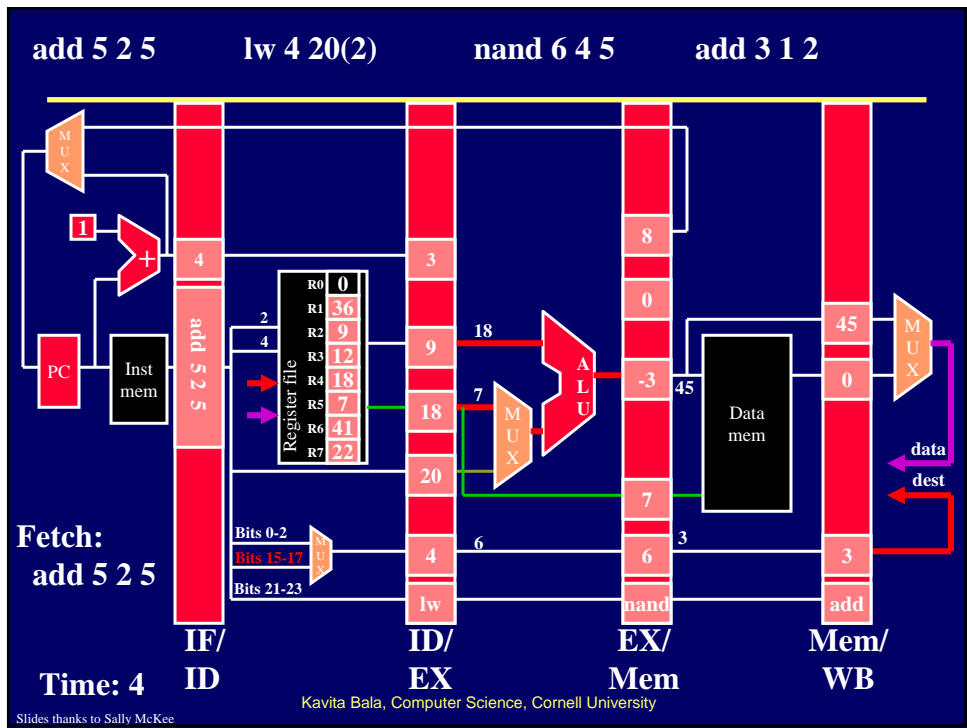 add 5 2 5 lw 4 20(2) nand 6 4 5 add 3 1 2
MUX
1
+
4
3
8
0
PC
Inst mem
add 5 2 5
2
4
Register file
R0 0
R1 36
R2 9
R3 12
R4 18
R5 7
R6 41
R7 22
9
18
20
18
7
MUX
ALU
-3
45
7
Data mem
45
0
MUX
data
dest
Fetch:
add 5 2 5
Bits 0-2
Bits 15-17
Bits 21-23
MUX
4
6
6
3
3
lw
nand
add
IF/ ID
ID/ EX
EX/ Mem
Mem/ WB
Time: 4
Kavita Bala, Computer Science, Cornell University
Slides thanks to Sally McKee